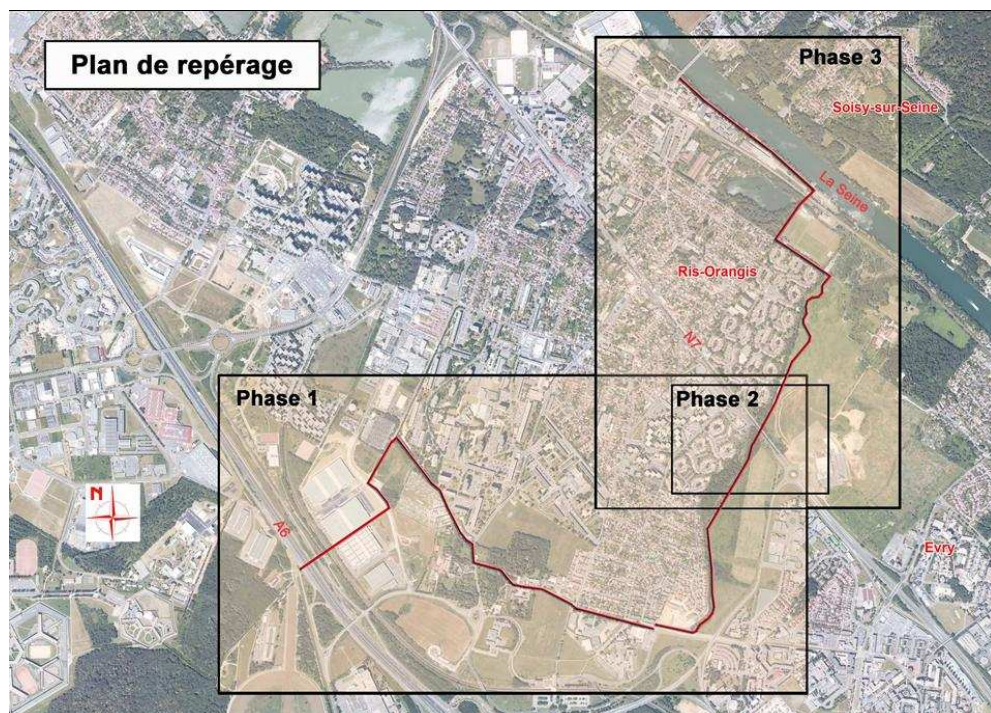 Plan de repérage
Phase 3
Soisy-sur-Seine
La Seine
Ris-Orangis
N7
Phase 1
Phase 2
N
A6
Evry